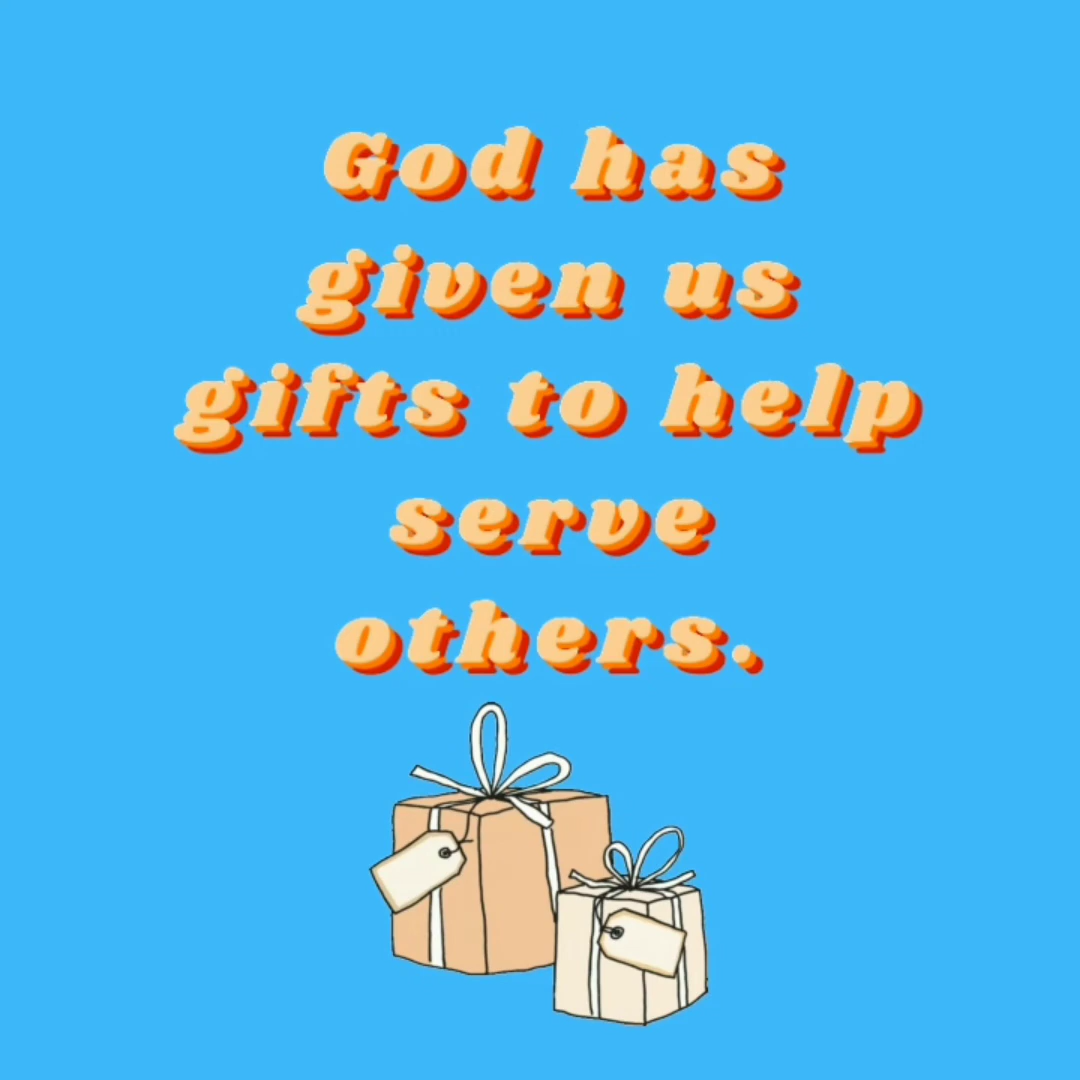 God has
given us
gifts to help
serve
others.